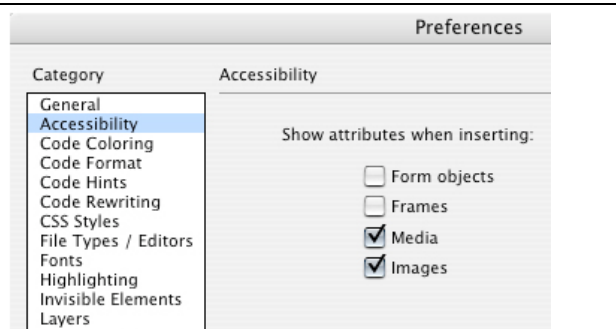 Preferences
Category
Accessibility
General
Accessibility
Code Coloring
Code Format
Code Hints
Code Rewriting
CSS Styles
File Types / Editors
Fonts
Highlighting
Invisible Elements
Layers
Show attributes when inserting:
Form objects
Frames
Media
Images